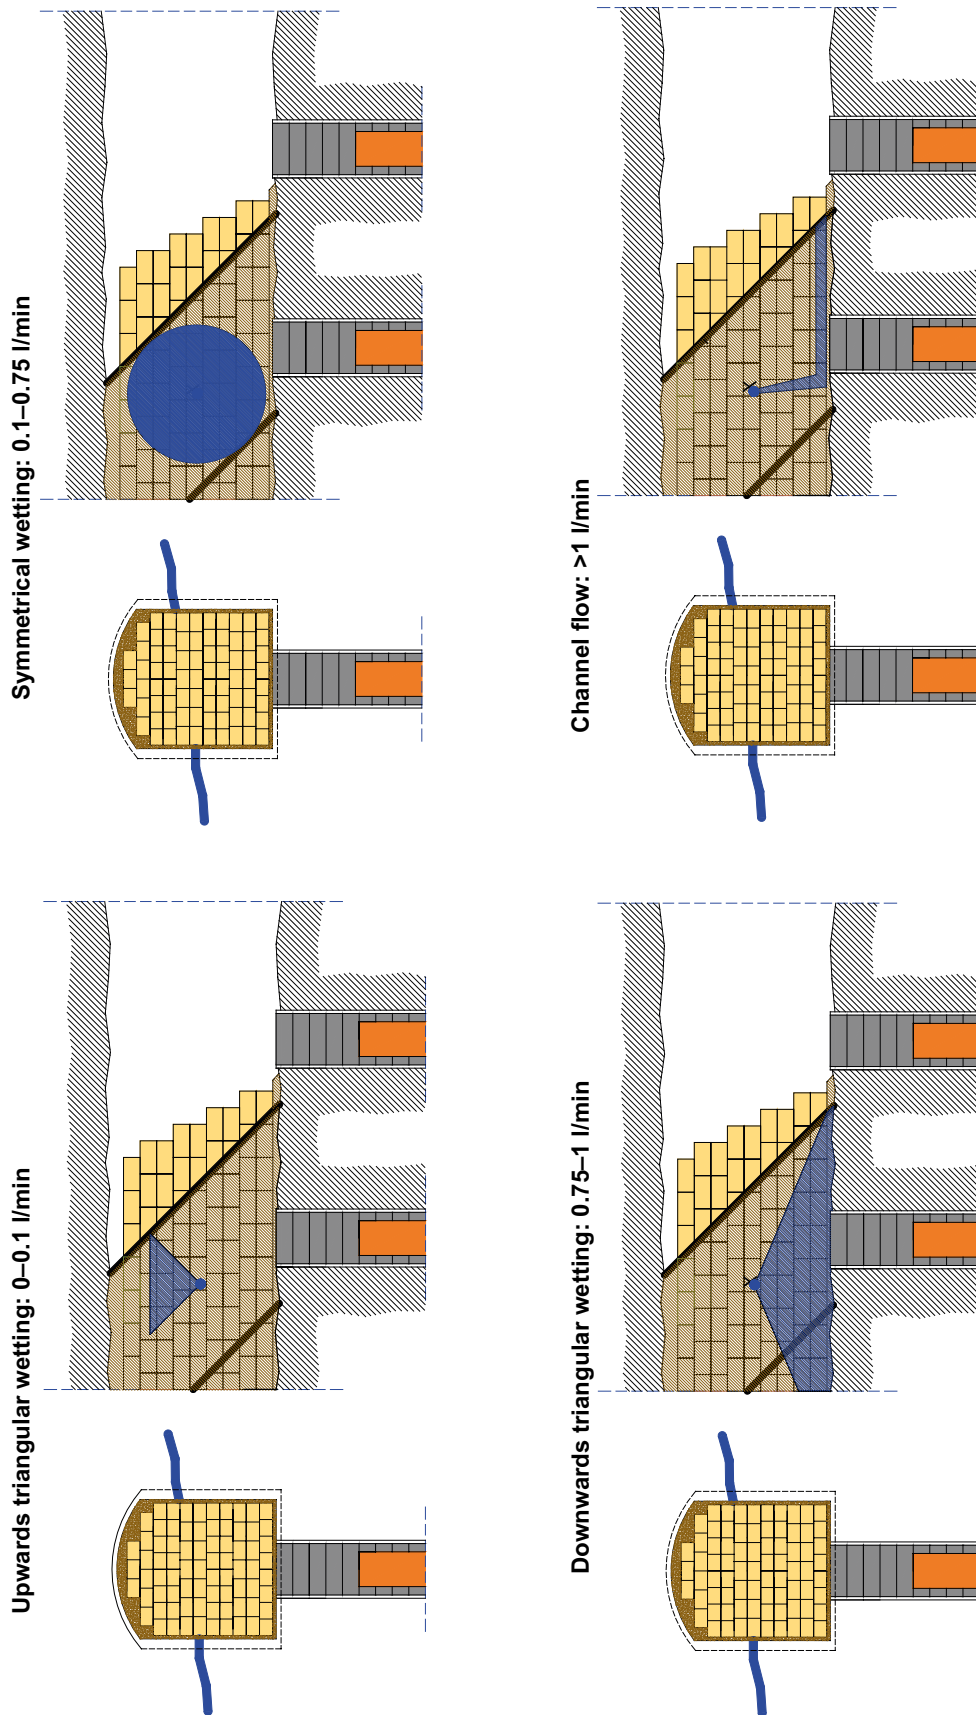 Upwards triangular wetting: 0–0.1 l/min
Symmetrical wetting: 0.1–0.75 l/min
Downwards triangular wetting: 0.75–1 l/min
Channel flow: >1 l/min